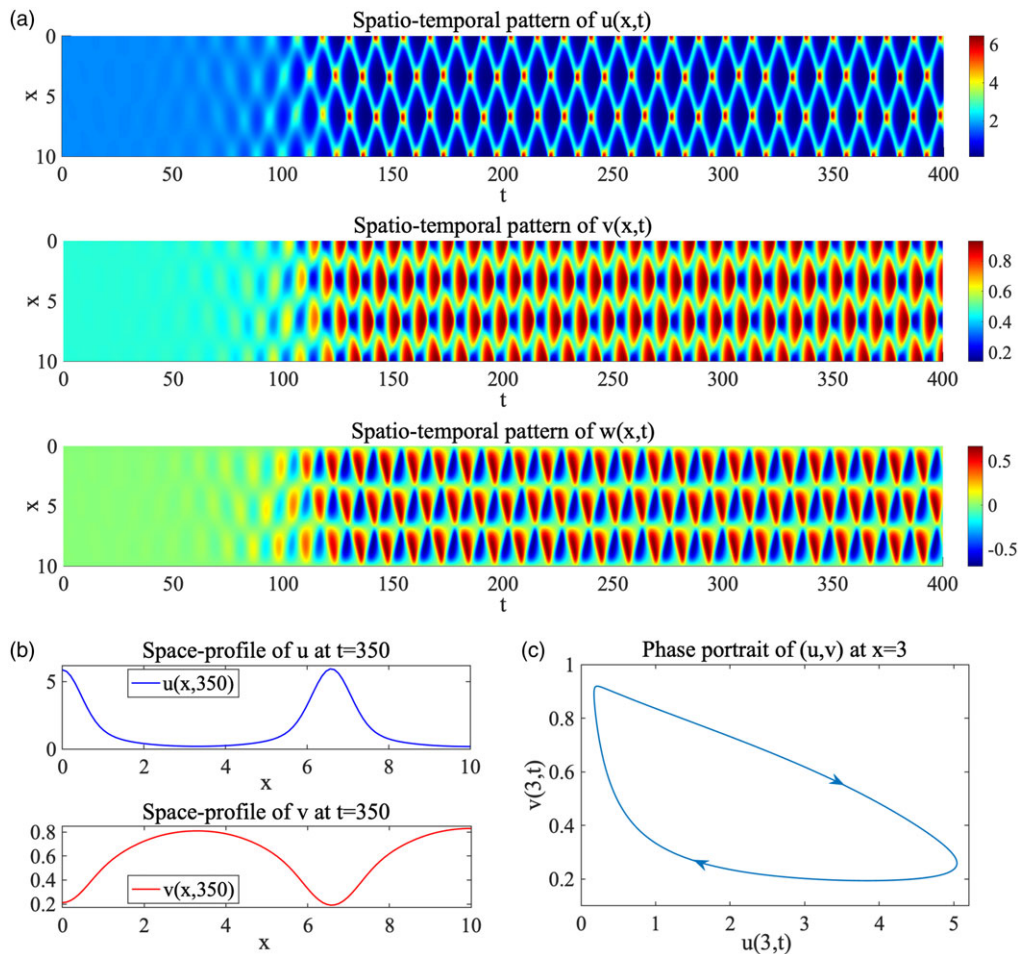 (a)
Spatio-temporal pattern of u(x,t)
0
5
10
x
0 50 100 150 200 250 300 350 400
t
6
4
2
Spatio-temporal pattern of v(x,t)
0
5
10
x
0 50 100 150 200 250 300 350 400
t
0.8
0.6
0.4
0.2
Spatio-temporal pattern of w(x,t)
0
5
10
x
0 50 100 150 200 250 300 350 400
t
0.5
0
-0.5
(b)
Space-profile of u at t=350
5
0
u(x,350)
0 2 4 6 8 10
x
Space-profile of v at t=350
0.8
0.6
0.4
0.2
v(x,350)
0 2 4 6 8 10
x
(c)
Phase portrait of (u,v) at x=3
1
0.8
0.6
0.4
0.2
v(3,t)
0 1 2 3 4 5
u(3,t)